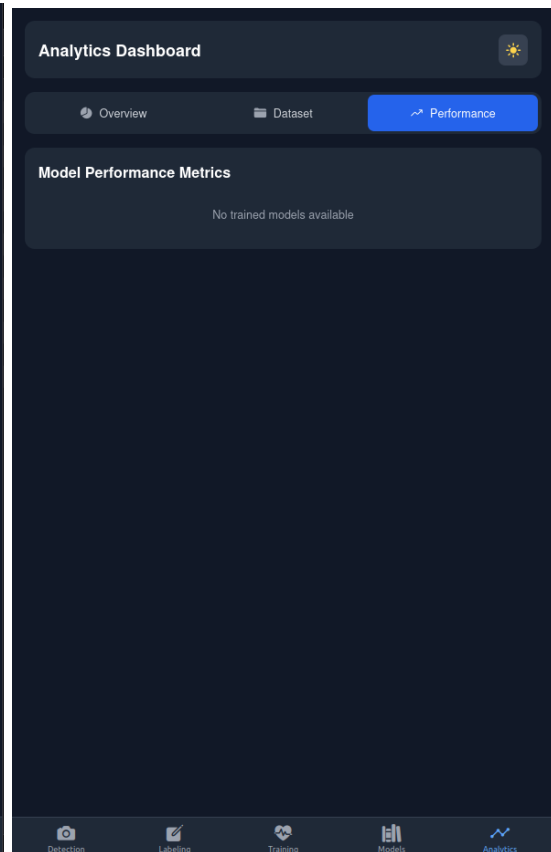 Analytics Dashboard
Overview
Dataset
Performance
Model Performance Metrics
No trained models available
Detection
Labeling
Training
Models
Analytics